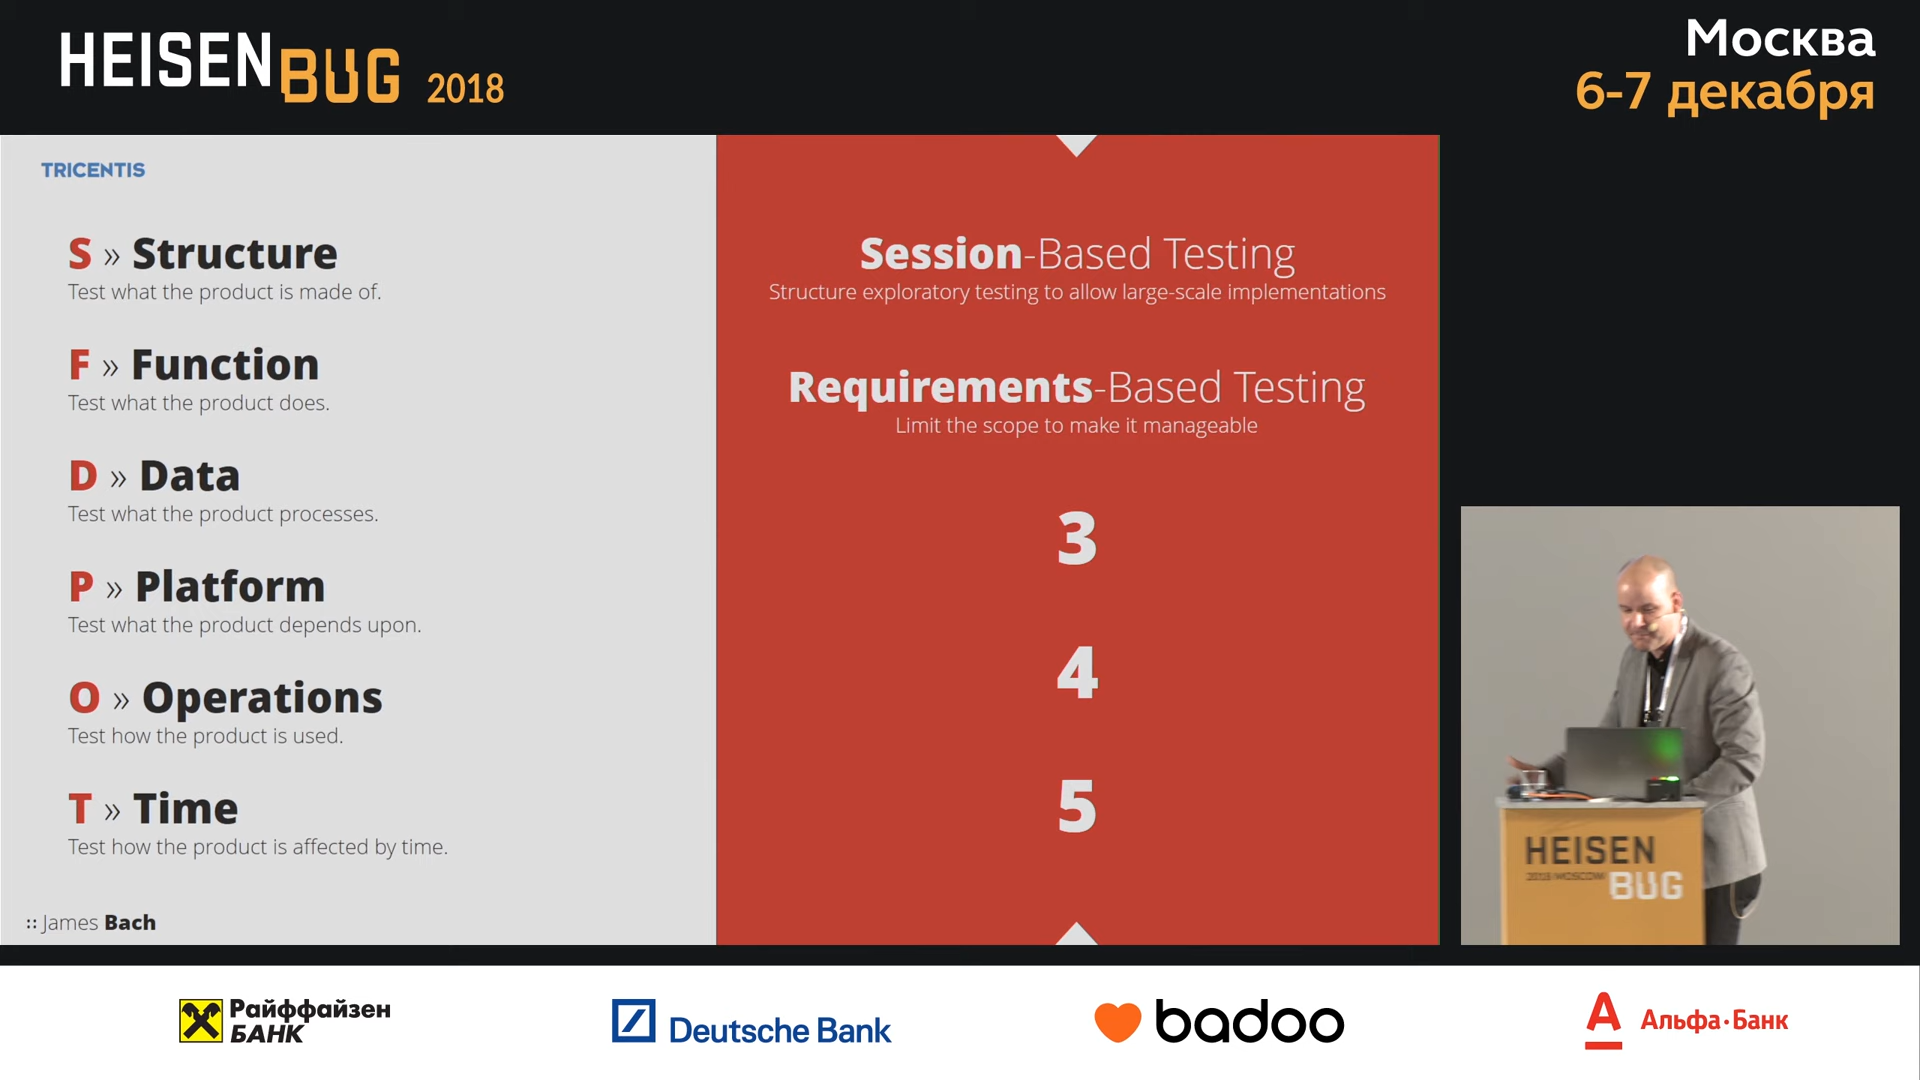 HEISENBUG 2018
Москва
6-7 декабря
TRICENTIS
S » Structure
Test what the product is made of.
F » Function
Test what the product does.
D » Data
Test what the product processes.
P » Platform
Test what the product depends upon.
O » Operations
Test how the product is used.
T » Time
Test how the product is affected by time.
:: James Bach
Session-Based Testing
Structure exploratory testing to allow large-scale implementations
Requirements-Based Testing
Limit the scope to make it manageable
3
4
5
HEISEN
2018 MOSCOW
BUG
Райффайзен
БАНК
Deutsche Bank
badoo
Альфа·Банк